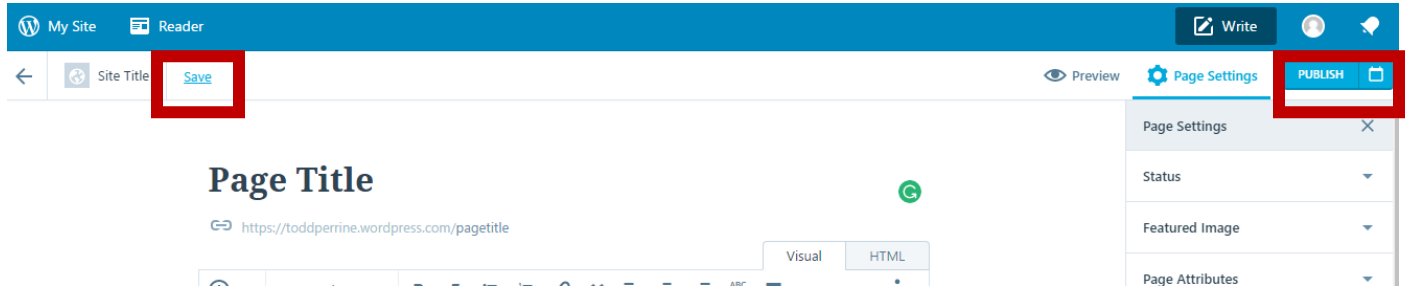 My Site Reader Write
Site Title Save Preview Page Settings PUBLISH
Page Settings
Page Title
Status
https://toddperrine.wordpress.com/pagetitle
Featured Image
Visual HTML
Page Attributes
ABC